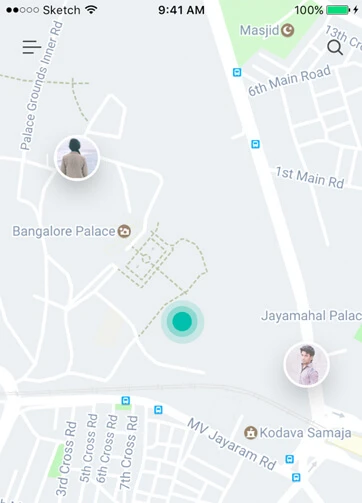 Sketch
9:41 AM
100%
Masjid
13th Cross
6th Main Road
Palace Grounds Inner Rd
1st Main Rd
Bangalore Palace
Jayamahal Palac
Kodava Samaja
MV Jayaram Rd
3rd Cross Rd
5th Cross Rd
6th Cross Rd
7th Cross Rd